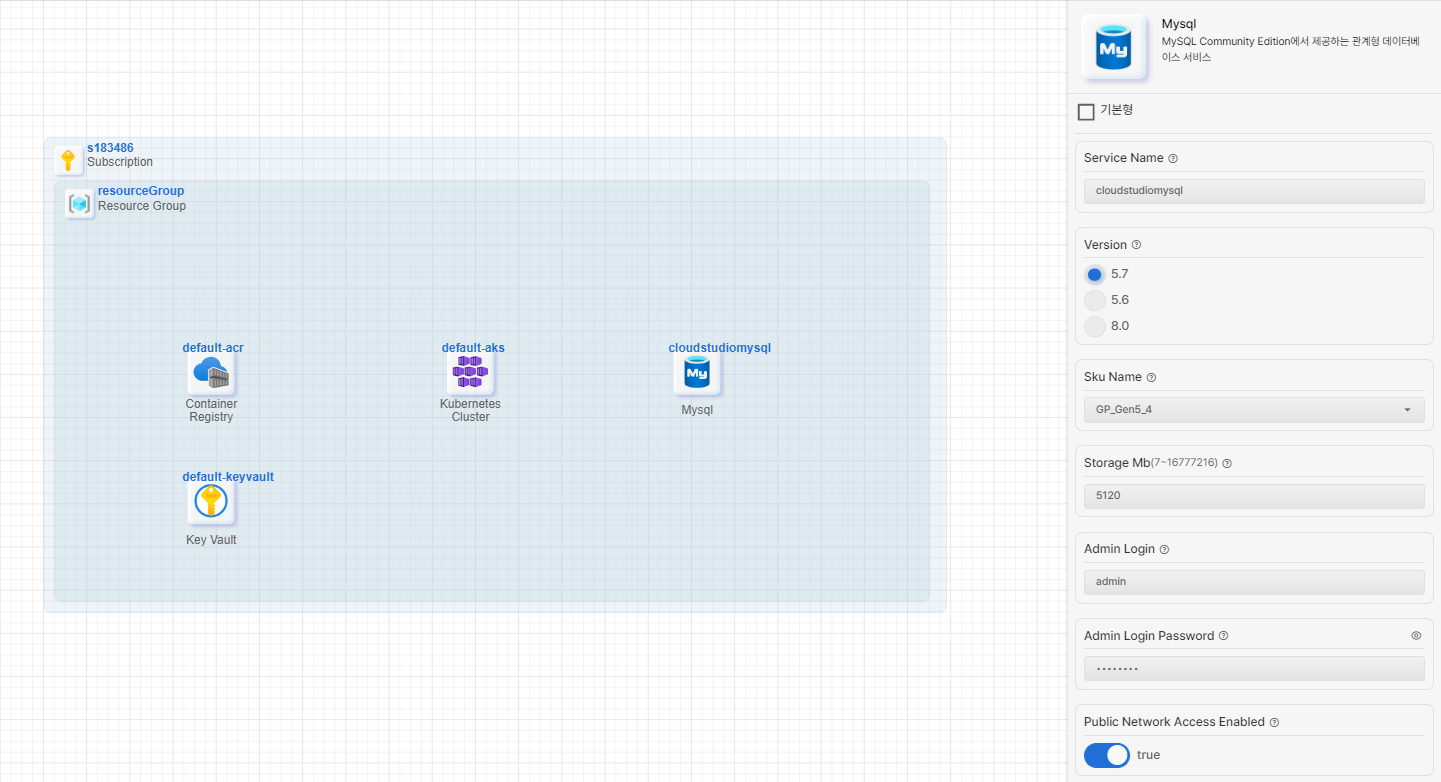 s183486
Subscription
resourceGroup
Resource Group
default-acr
Container
Registry
default-aks
Kubernetes
Cluster
cloudstudiomysql
My
Mysql
default-keyvault
Key Vault
My
Mysql
MySQL Community Edition에서 제공하는 관계형 데이터베
이스 서비스
기본형
Service Name
cloudstudiomysql
Version
5.7
5.6
8.0
Sku Name
GP_Gen5_4
Storage Mb(7~16777216)
5120
Admin Login
admin
Admin Login Password
••••••••
Public Network Access Enabled
true